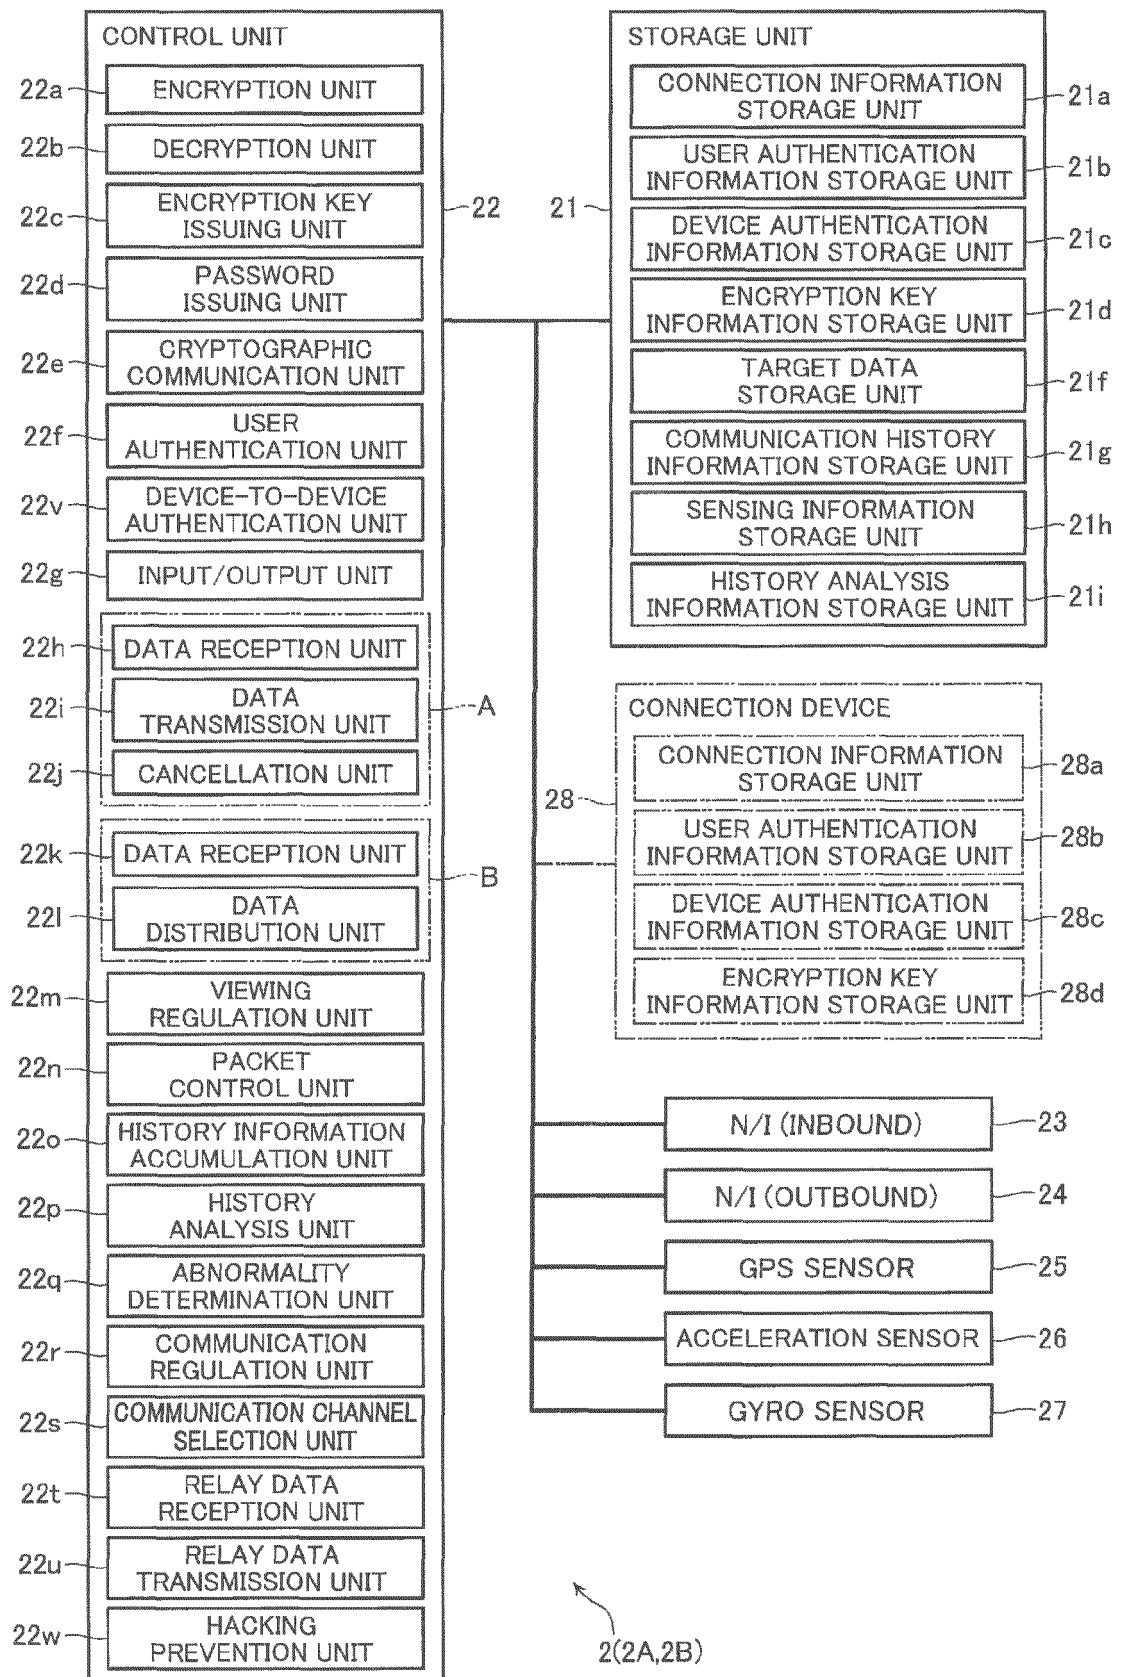 CONTROL UNIT
22a
ENCRYPTION UNIT
22b
DECRYPTION UNIT
22c
ENCRYPTION KEY
ISSUING UNIT
22d
PASSWORD
ISSUING UNIT
22e
CRYPTOGRAPHIC
COMMUNICATION UNIT
22f
USER
AUTHENTICATION UNIT
22v
DEVICE-TO-DEVICE
AUTHENTICATION UNIT
22g
INPUT/OUTPUT UNIT
22h
DATA RECEPTION UNIT
22i
DATA
TRANSMISSION UNIT
22j
CANCELLATION UNIT
A
22k
DATA RECEPTION UNIT
22l
DATA
DISTRIBUTION UNIT
B
22m
VIEWING
REGULATION UNIT
22n
PACKET
CONTROL UNIT
22o
HISTORY INFORMATION
ACCUMULATION UNIT
22p
HISTORY
ANALYSIS UNIT
22q
ABNORMALITY
DETERMINATION UNIT
22r
COMMUNICATION
REGULATION UNIT
22s
COMMUNICATION CHANNEL
SELECTION UNIT
22t
RELAY DATA
RECEPTION UNIT
22u
RELAY DATA
TRANSMISSION UNIT
22w
HACKING
PREVENTION UNIT
22
21
STORAGE UNIT
CONNECTION INFORMATION
STORAGE UNIT
21a
USER AUTHENTICATION
INFORMATION STORAGE UNIT
21b
DEVICE AUTHENTICATION
INFORMATION STORAGE UNIT
21c
ENCRYPTION KEY
INFORMATION STORAGE UNIT
21d
TARGET DATA
STORAGE UNIT
21f
COMMUNICATION HISTORY
INFORMATION STORAGE UNIT
21g
SENSING INFORMATION
STORAGE UNIT
21h
HISTORY ANALYSIS
INFORMATION STORAGE UNIT
21i
28
CONNECTION DEVICE
CONNECTION INFORMATION
STORAGE UNIT
28a
USER AUTHENTICATION
INFORMATION STORAGE UNIT
28b
DEVICE AUTHENTICATION
INFORMATION STORAGE UNIT
28c
ENCRYPTION KEY
INFORMATION STORAGE UNIT
28d
N/I (INBOUND)
23
N/I (OUTBOUND)
24
GPS SENSOR
25
ACCELERATION SENSOR
26
GYRO SENSOR
27
2(2A,2B)